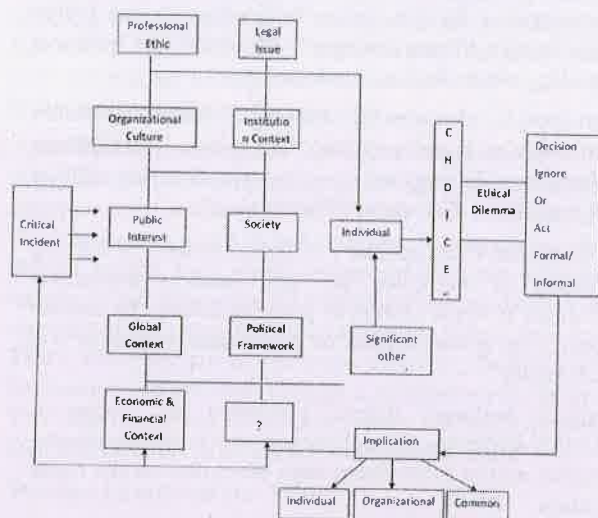 Professional
Ethic
Legal
Issue
Organizational
Culture
Institutio
n Context
Critical
Incident
Public
Interest
Society
Individual
C
H
O
I
C
E
Ethical
Dilemma
Decision
Ignore
Or
Act
Formal/
Informal
Global
Context
Political
Framework
Significant
other
Economic &
Financial
Context
?
Implication
Individual
Organizational
Common